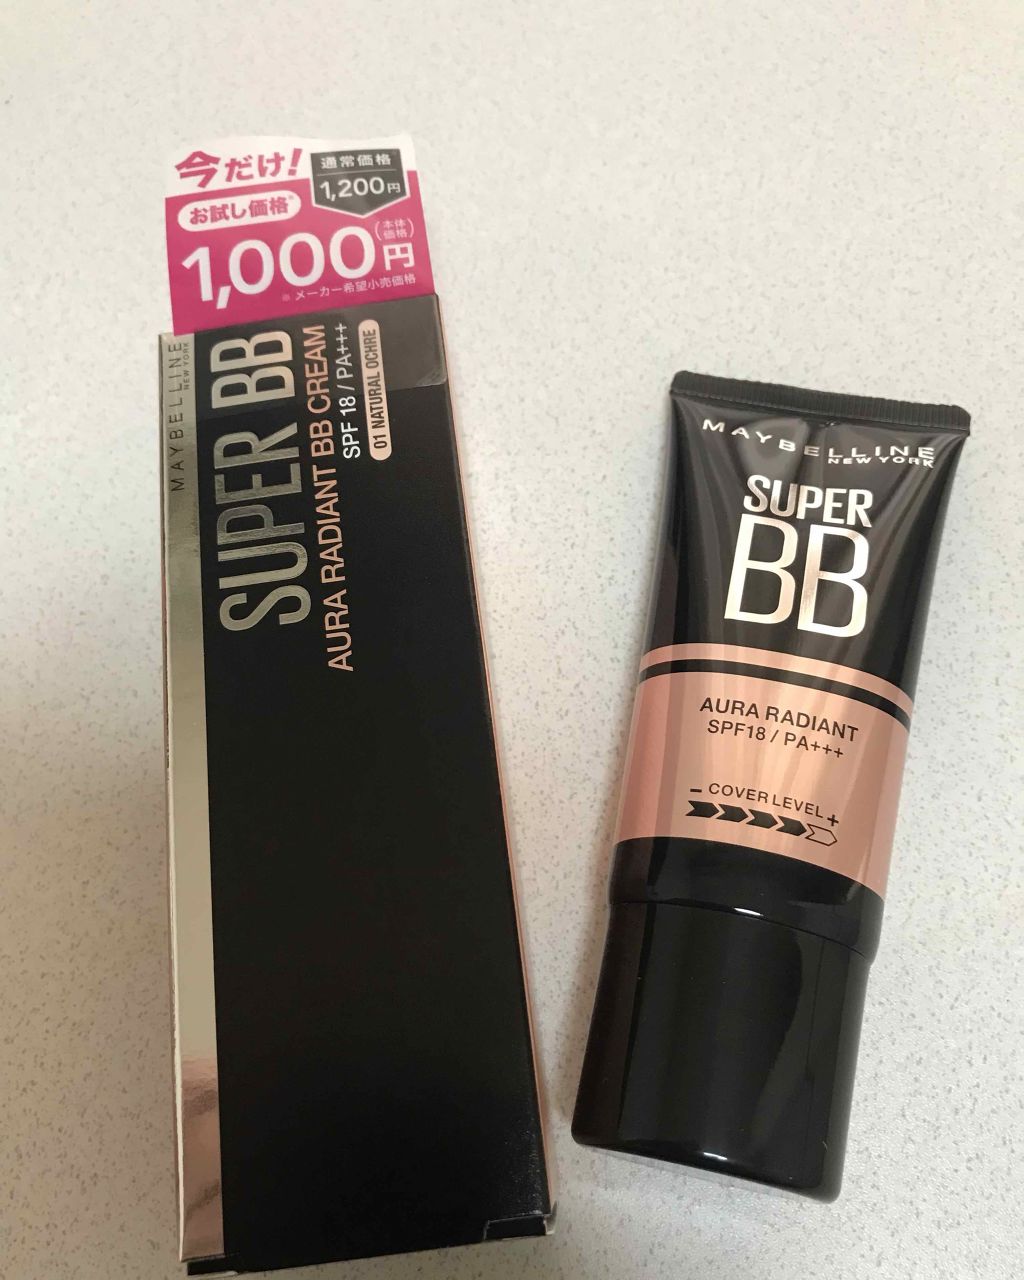 今だけ!
通常価格
1,200円
お試し価格※
1,000円
(本体価格)
※ メーカー希望小売価格
MAYBELLINE
NEW YORK
SUPER BB
AURA RADIANT BB CREAM
SPF 18 / PA+++
01 NATURAL OCHRE
MAYBELLINE
NEW YORK
SUPER
BB
AURA RADIANT
SPF18 / PA+++
- COVER LEVEL +